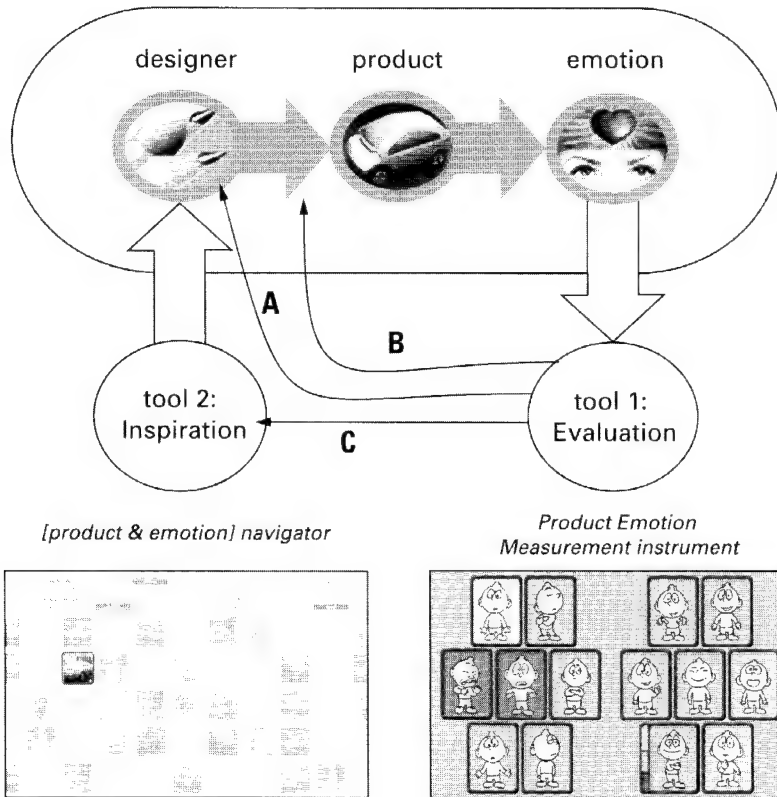 designer product emotion
A
B
C
tool 2:
Inspiration
tool 1:
Evaluation
[product & emotion] navigator
Product Emotion
Measurement instrument